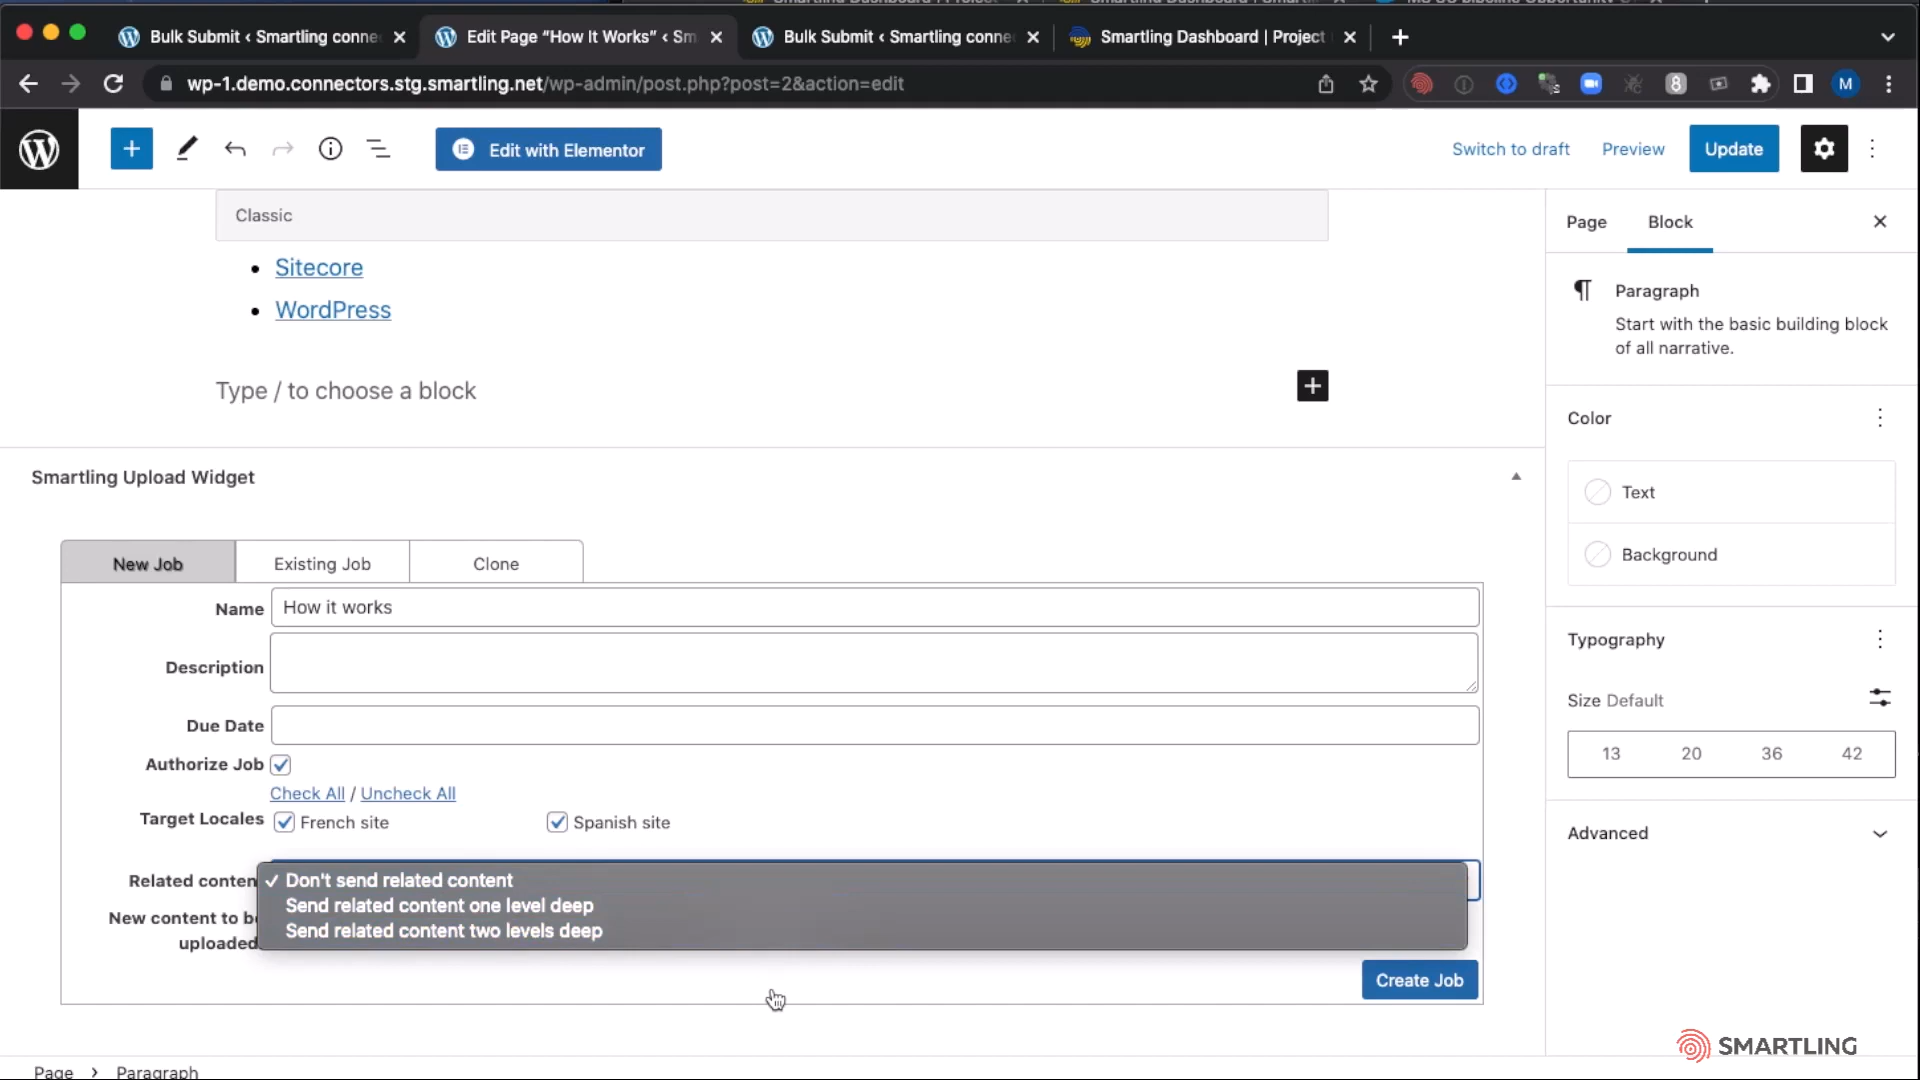 Bulk Submit ‹ Smartling conne
Edit Page “How It Works” ‹ Sm
Bulk Submit ‹ Smartling conne
Smartling Dashboard | Project
wp-1.demo.connectors.stg.smartling.net/wp-admin/post.php?post=2&action=edit
8
M
Edit with Elementor
Switch to draft
Preview
Update
Classic
Sitecore
WordPress
Type / to choose a block
Page
Block
Paragraph
Start with the basic building block
of all narrative.
Color
Text
Background
Typography
Size Default
13
20
36
42
Advanced
Smartling Upload Widget
New Job
Existing Job
Clone
Name
How it works
Description
Due Date
Authorize Job
Check All / Uncheck All
Target Locales
French site
Spanish site
Related conten
Don't send related content
Send related content one level deep
Send related content two levels deep
New content to be
uploaded
Create Job
SMARTLING
Page > Paragraph